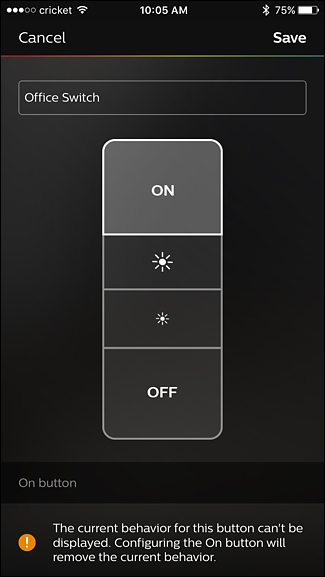 cricket 10:05 AM 75%
Cancel Save
Office Switch
ON
OFF
On button
The current behavior for this button can't be
displayed. Configuring the On button will
remove the current behavior.